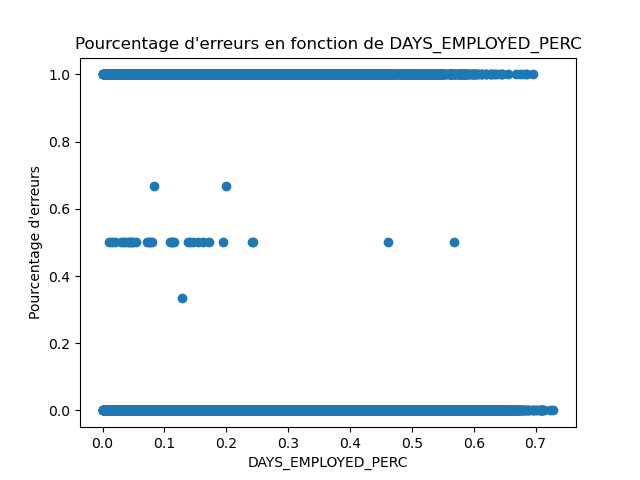 Pourcentage d'erreurs en fonction de DAYS_EMPLOYED_PERC
1.0
0.8
0.6
0.4
0.2
0.0
Pourcentage d'erreurs
0.0 0.1 0.2 0.3 0.4 0.5 0.6 0.7
DAYS_EMPLOYED_PERC